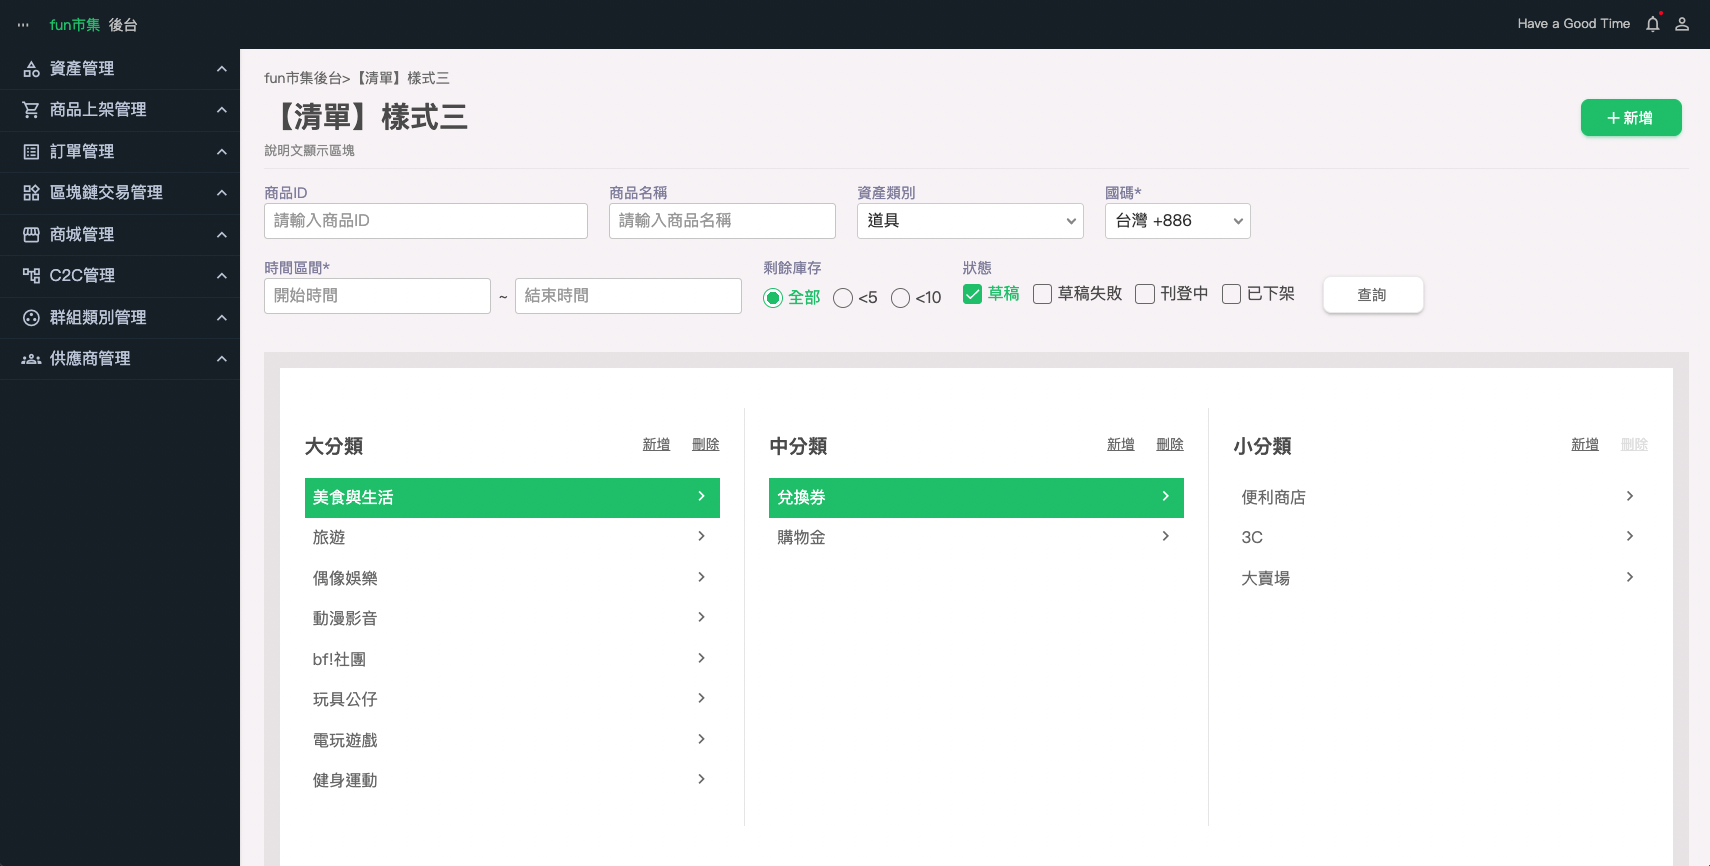 fun市集 後台
Have a Good Time
資產管理
商品上架管理
訂單管理
區塊鏈交易管理
商城管理
C2C管理
群組類別管理
供應商管理
fun市集後台>【清單】樣式三
【清單】樣式三
＋新增
說明文顯示區塊
商品ID
請輸入商品ID
商品名稱
請輸入商品名稱
資產類別
道具
國碼*
台灣 +886
時間區間*
開始時間 ~ 結束時間
剩餘庫存
全部 <5 <10
狀態
草稿 草稿失敗 刊登中 已下架
查詢
大分類 新增 刪除
美食與生活
旅遊
偶像娛樂
動漫影音
bf!社團
玩具公仔
電玩遊戲
健身運動
中分類 新增 刪除
兌換券
購物金
小分類 新增 刪除
便利商店
3C
大賣場